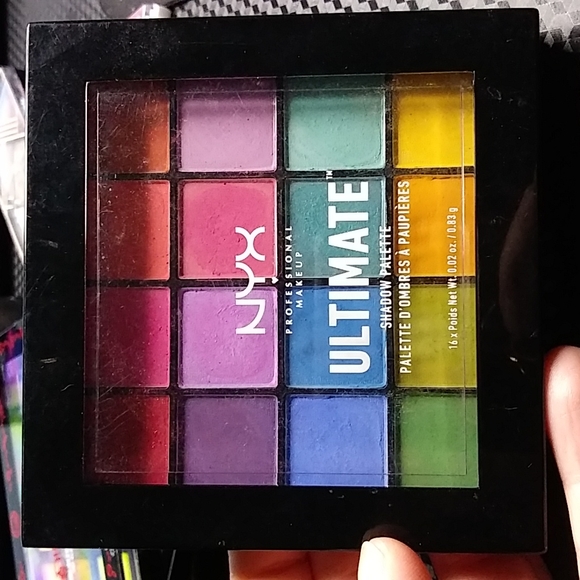 NYX
PROFESSIONAL
MAKEUP
ULTIMATE™
SHADOW PALETTE
PALETTE D'OMBRES À PAUPIÈRES
16 x Poids Net Wt. 0.02 oz. / 0.83 g